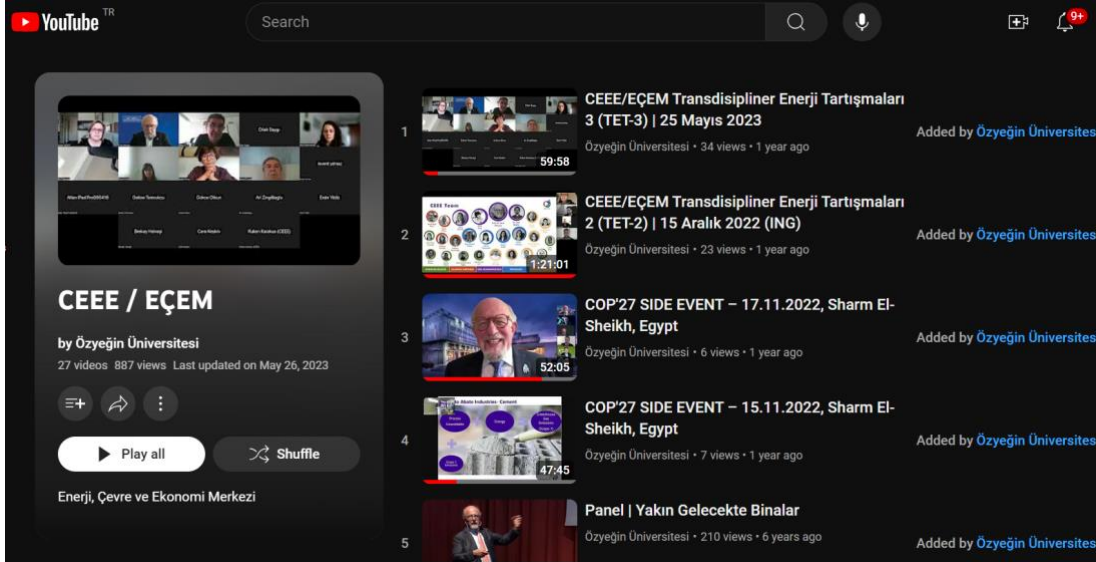 YouTube TR
Search
9+
CEEE / EÇEM
by Özyeğin Üniversitesi
27 videos 887 views Last updated on May 26, 2023
Play all
Shuffle
Enerji, Çevre ve Ekonomi Merkezi
1
59:58
CEEE/EÇEM Transdisipliner Enerji Tartışmaları
3 (TET-3) | 25 Mayıs 2023
Özyeğin Üniversitesi • 34 views • 1 year ago
Added by Özyeğin Üniversites
2
CEEE Team
1:21:01
CEEE/EÇEM Transdisipliner Enerji Tartışmaları
2 (TET-2) | 15 Aralık 2022 (ING)
Özyeğin Üniversitesi • 23 views • 1 year ago
Added by Özyeğin Üniversites
3
52:05
COP'27 SIDE EVENT – 17.11.2022, Sharm El-
Sheikh, Egypt
Özyeğin Üniversitesi • 6 views • 1 year ago
Added by Özyeğin Üniversites
4
47:45
COP'27 SIDE EVENT – 15.11.2022, Sharm El-
Sheikh, Egypt
Özyeğin Üniversitesi • 7 views • 1 year ago
Added by Özyeğin Üniversites
5
Panel | Yakın Gelecekte Binalar
Özyeğin Üniversitesi • 210 views • 6 years ago
Added by Özyeğin Üniversites